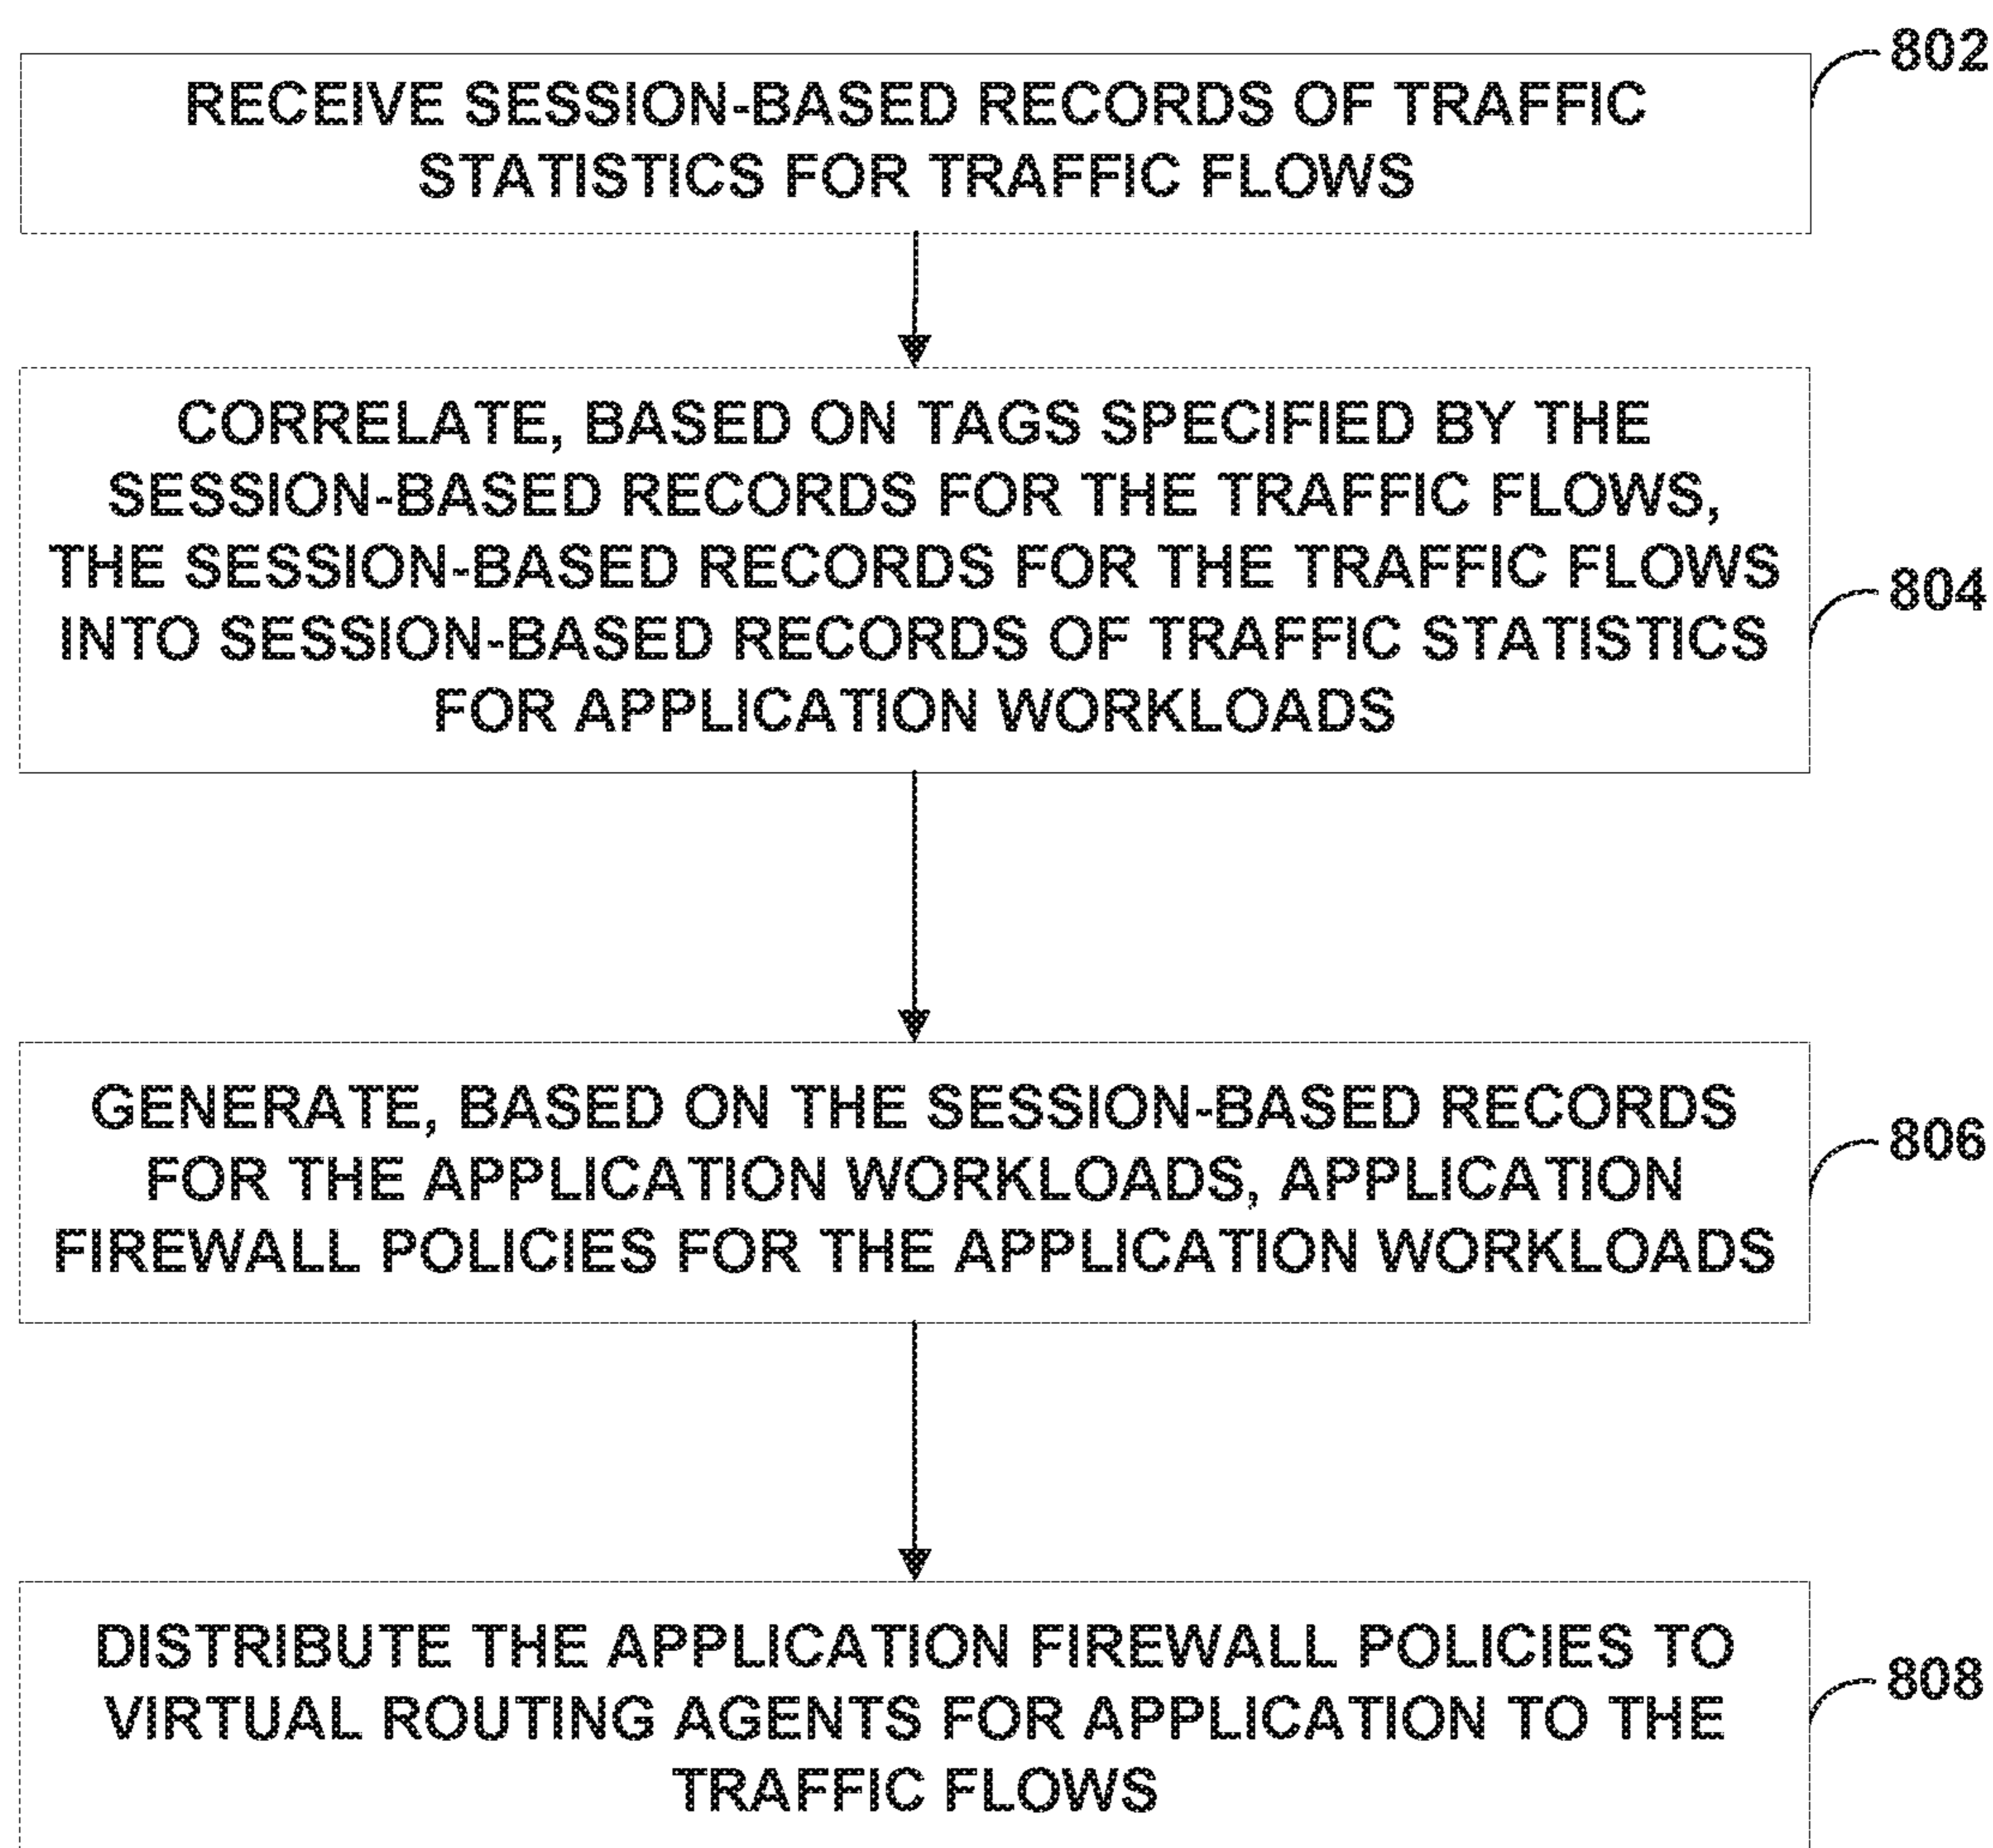 802
RECEIVE SESSION-BASED RECORDS OF TRAFFIC
STATISTICS FOR TRAFFIC FLOWS
CORRELATE, BASED ON TAGS SPECIFIED BY THE
SESSION-BASED RECORDS FOR THE TRAFFIC FLOWS,
THE SESSION-BASED RECORDS FOR THE TRAFFIC FLOWS
INTO SESSION-BASED RECORDS OF TRAFFIC STATISTICS
FOR APPLICATION WORKLOADS
804
GENERATE, BASED ON THE SESSION-BASED RECORDS
FOR THE APPLICATION WORKLOADS, APPLICATION
FIREWALL POLICIES FOR THE APPLICATION WORKLOADS
806
DISTRIBUTE THE APPLICATION FIREWALL POLICIES TO
VIRTUAL ROUTING AGENTS FOR APPLICATION TO THE
TRAFFIC FLOWS
808